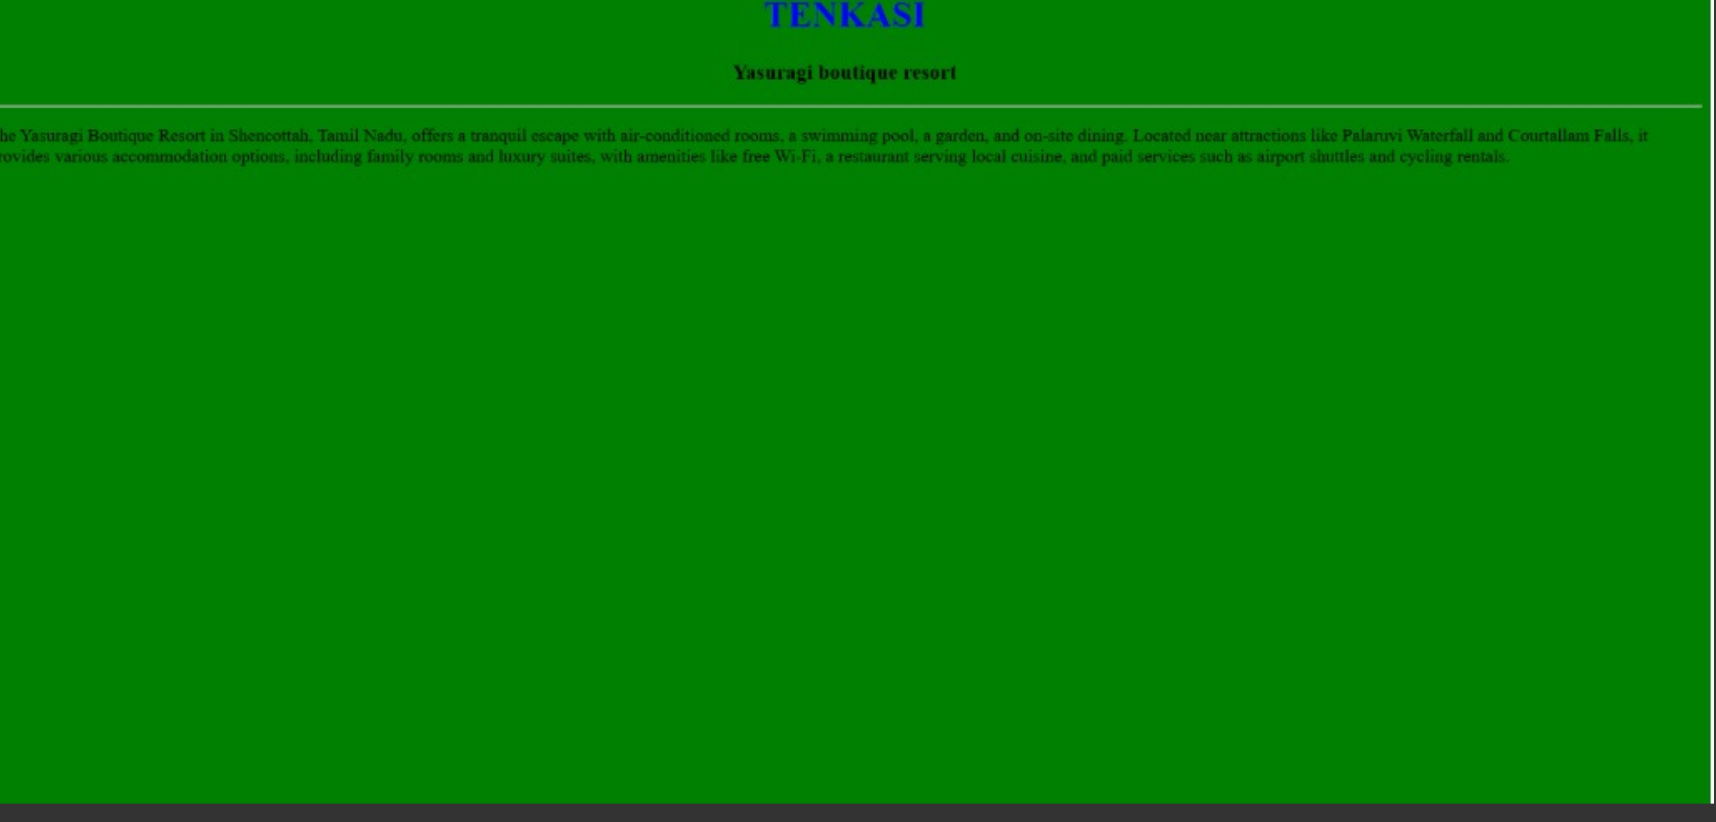 TENKASI
Yasuragi boutique resort
he Yasuragi Boutique Resort in Shencottah, Tamil Nadu, offers a tranquil escape with air-conditioned rooms, a swimming pool, a garden, and on-site dining. Located near attractions like Palaruvi Waterfall and Courtallam Falls, it
rovides various accommodation options, including family rooms and luxury suites, with amenities like free Wi-Fi, a restaurant serving local cuisine, and paid services such as airport shuttles and cycling rentals.